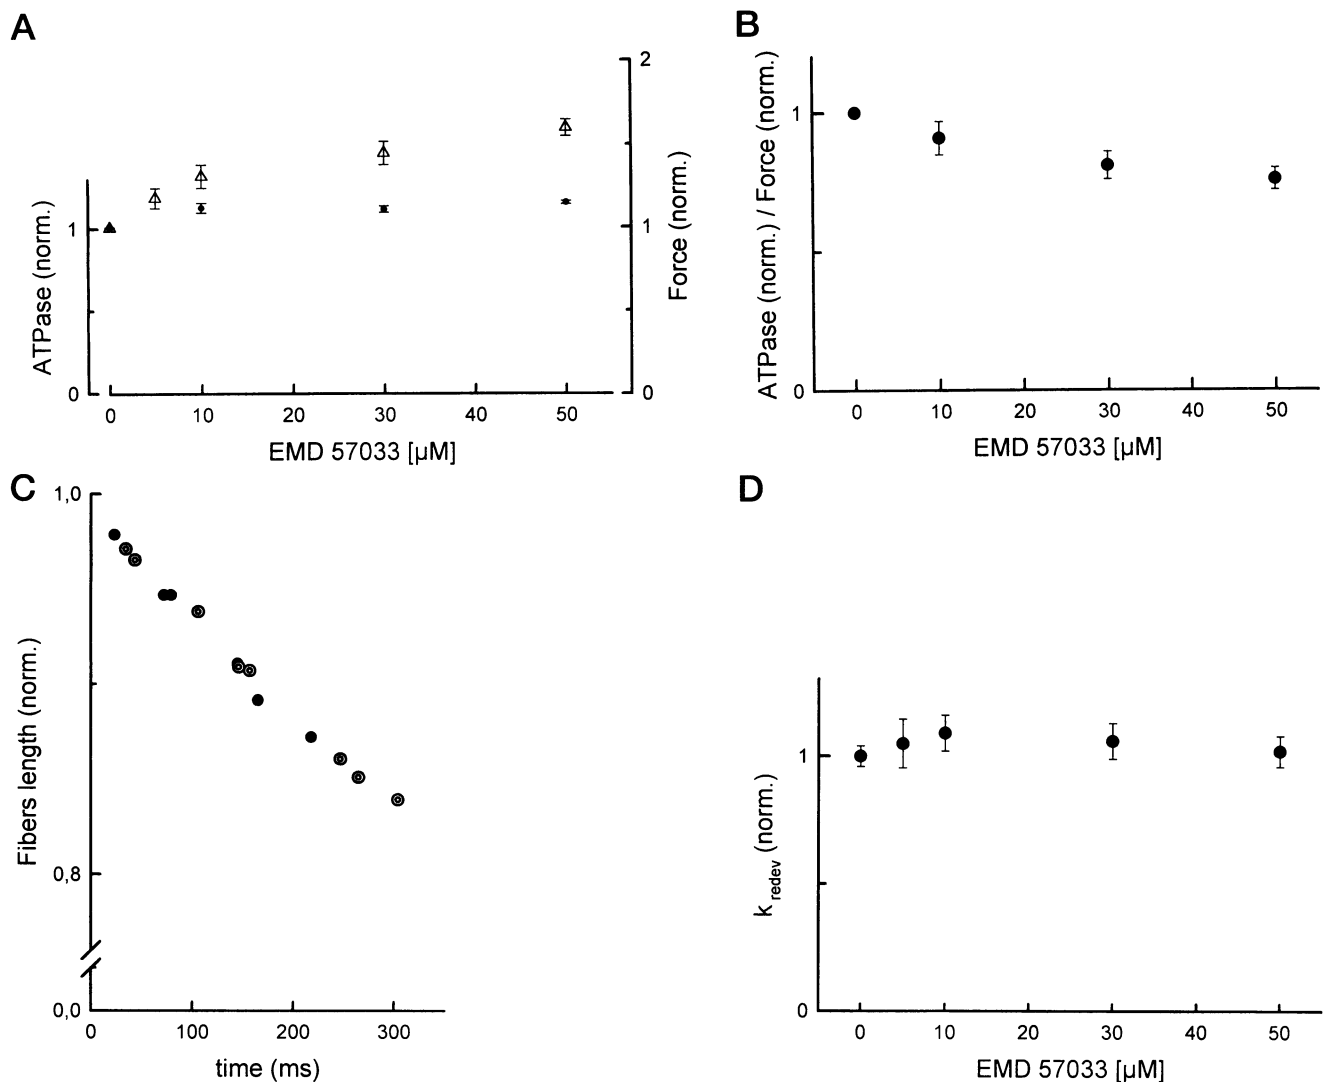 A
ATPase (norm.)
1
0
2
1
0
Force (norm.)
0 10 20 30 40 50
EMD 57033 [µM]
B
ATPase (norm.) / Force (norm.)
1
0
0 10 20 30 40 50
EMD 57033 [µM]
C
Fibers length (norm.)
1,0
0,8
0,0
0 100 200 300
time (ms)
D
k redev (norm.)
1
0
0 10 20 30 40 50
EMD 57033 [µM]